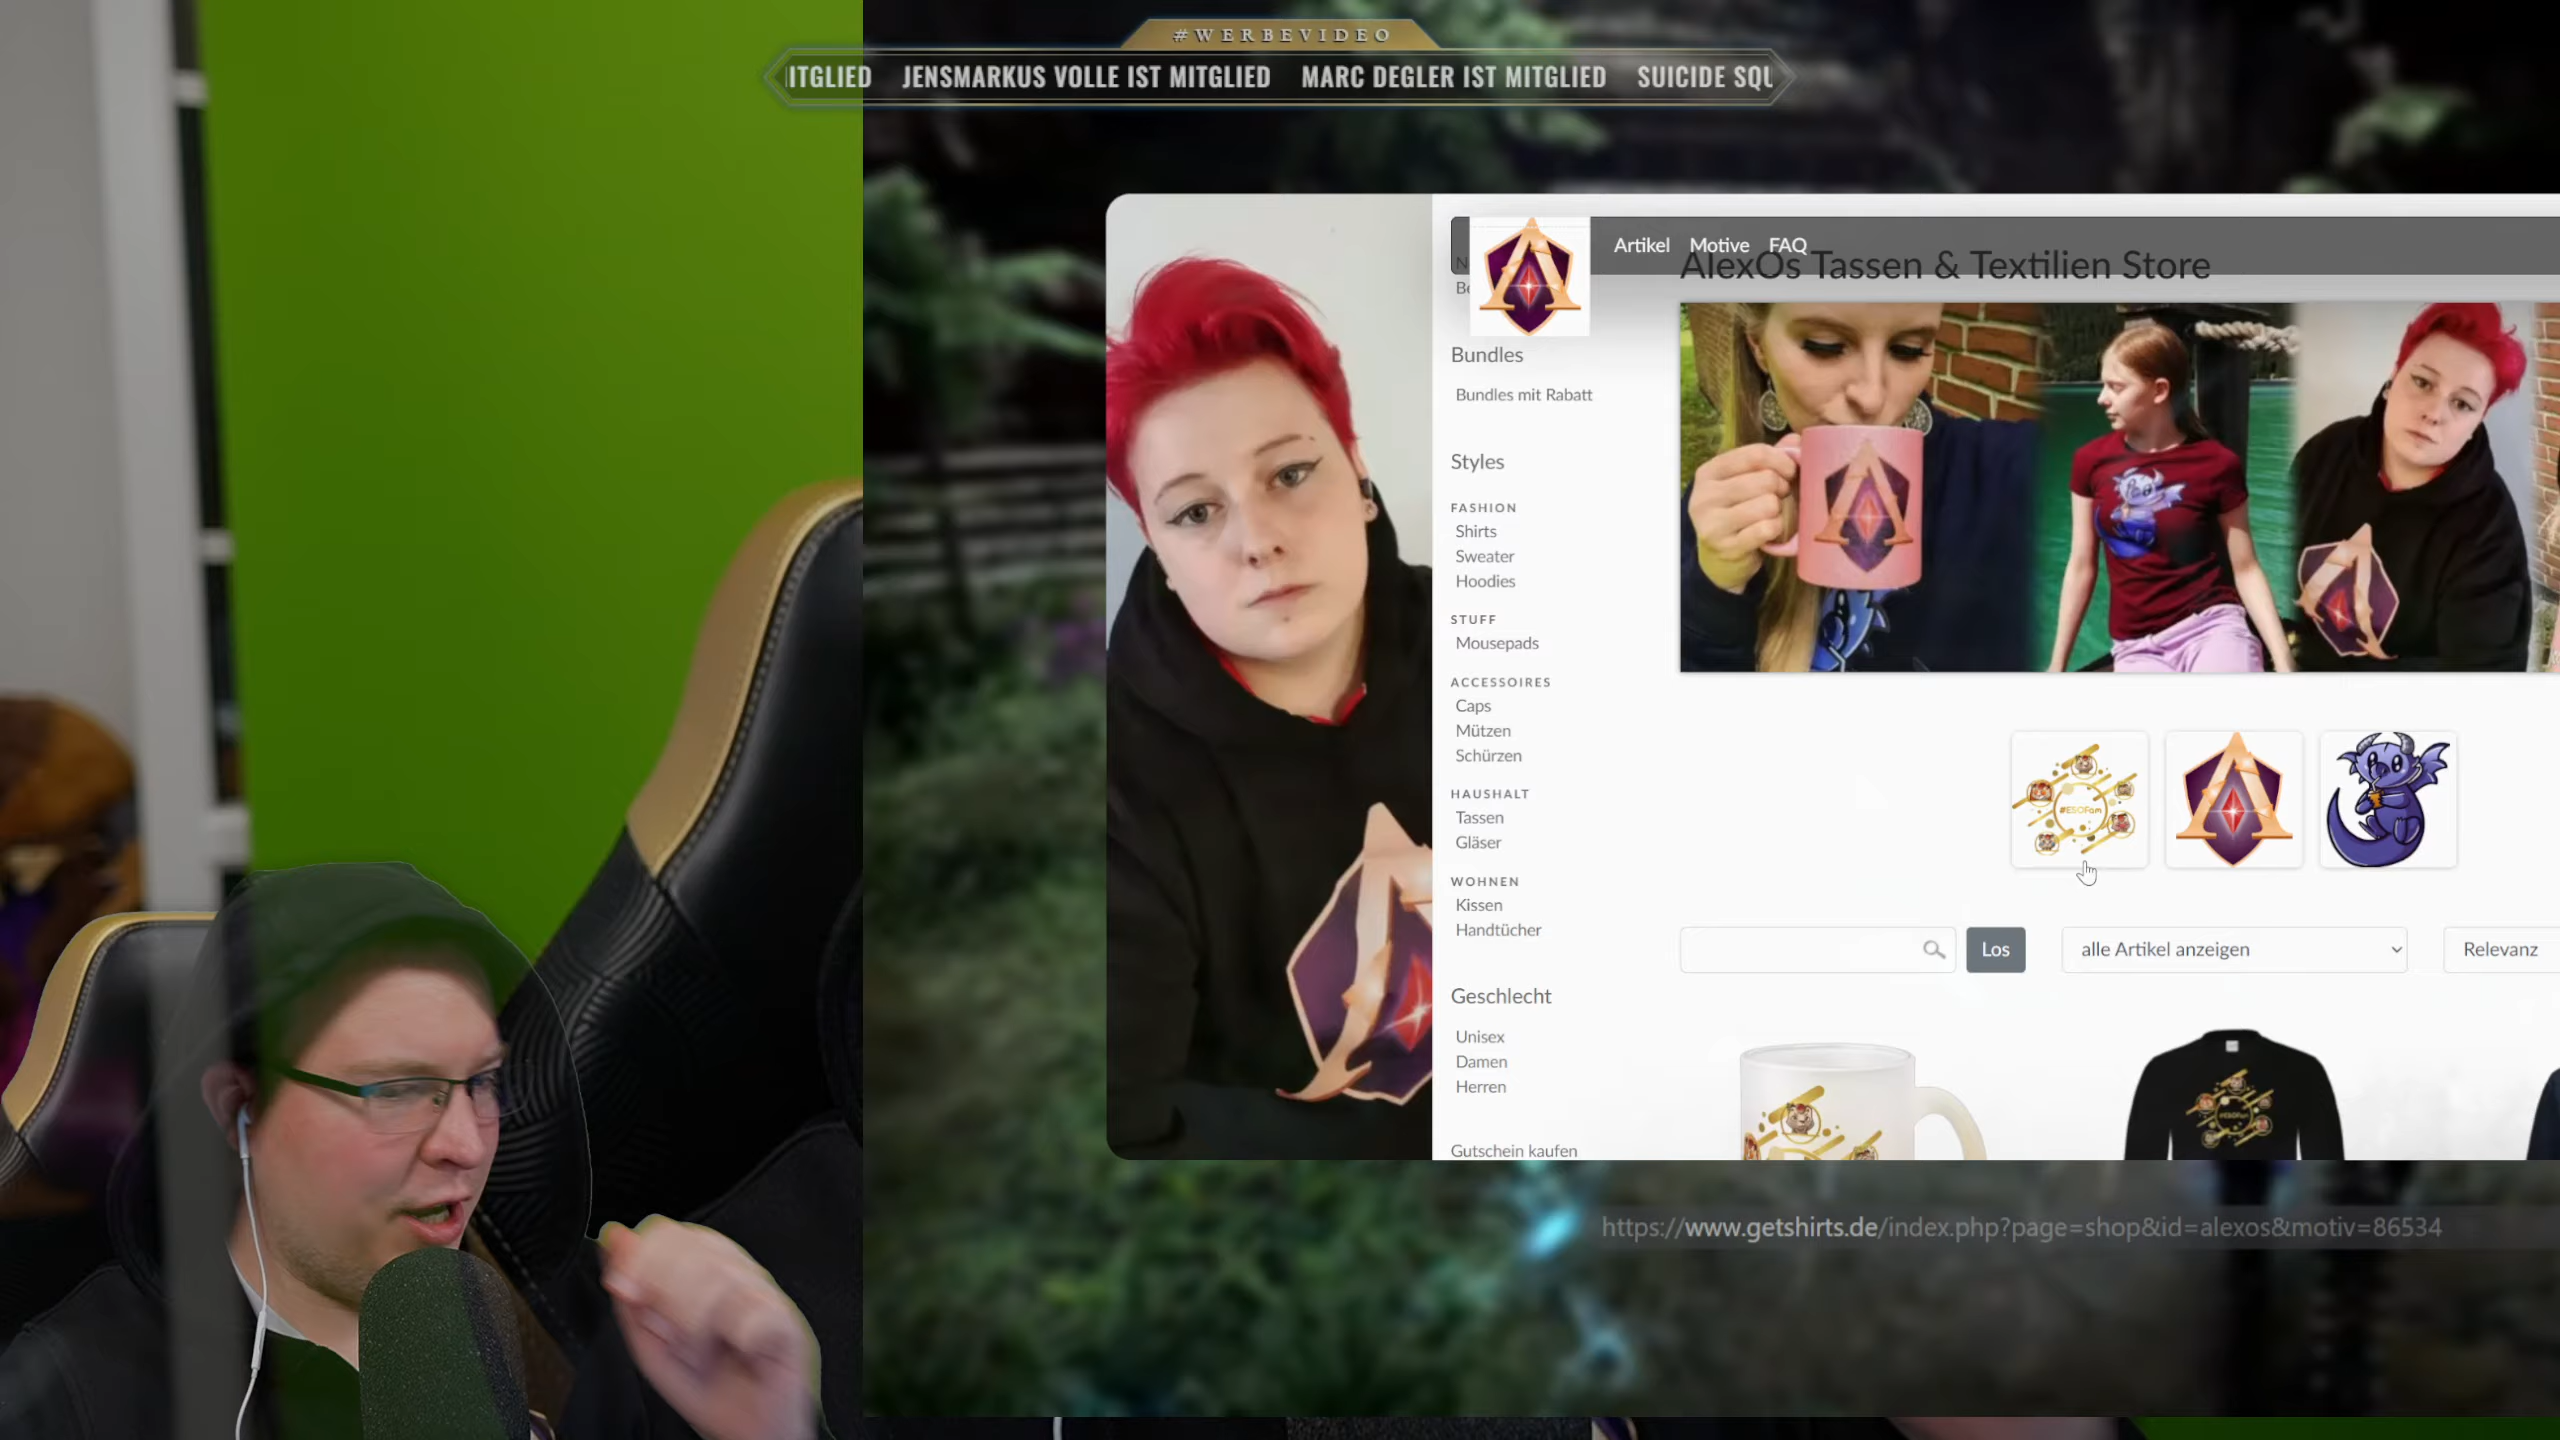 #WERBEVIDEO
ITGLIED JENSMARKUS VOLLE IST MITGLIED MARC DEGLER IST MITGLIED SUICIDE SQU
Artikel Motive FAQ
AlexOs Tassen & Textilien Store
Bundles
Bundles mit Rabatt
Styles
FASHION
Shirts
Sweater
Hoodies
STUFF
Mousepads
ACCESSOIRES
Caps
Mützen
Schürzen
HAUSHALT
Tassen
Gläser
WOHNEN
Kissen
Handtücher
Geschlecht
Unisex
Damen
Herren
Gutschein kaufen
#ESOFam
Los
alle Artikel anzeigen
Relevanz
#ESOFam
https://www.getshirts.de/index.php?page=shop&id=alexos&motiv=86534